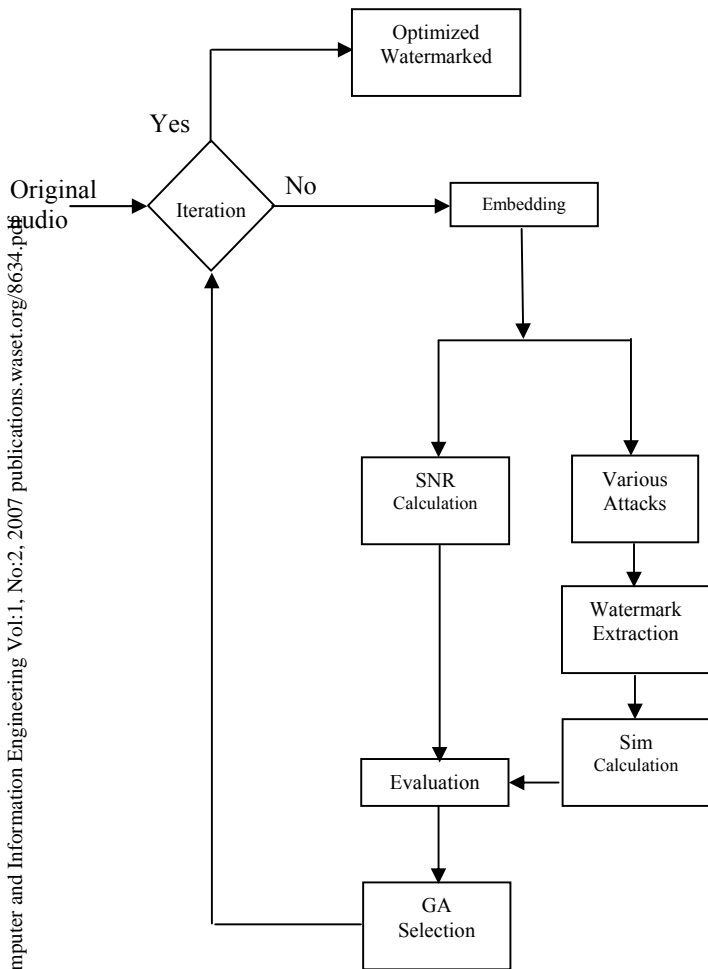 Optimized
Watermarked
Yes
Original
audio
No
Iteration
Embedding
SNR
Calculation
Various
Attacks
Watermark
Extraction
Sim
Calculation
Evaluation
GA
Selection
mputer and Information Engineering Vol:1, No:2, 2007 publications.waset.org/8634.pdf